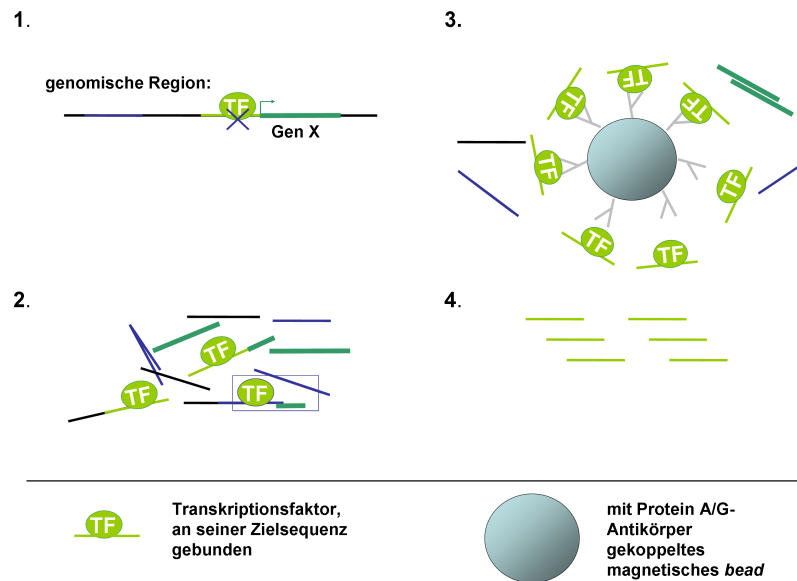 1.
genomische Region:
TF
Gen X
2.
TF
TF
TF
3.
TF
TF
TF
TF
TF
TF
TF
TF
4.
TF
Transkriptionsfaktor,
an seiner Zielsequenz
gebunden
mit Protein A/G-
Antikörper
gekoppeltes
magnetisches bead